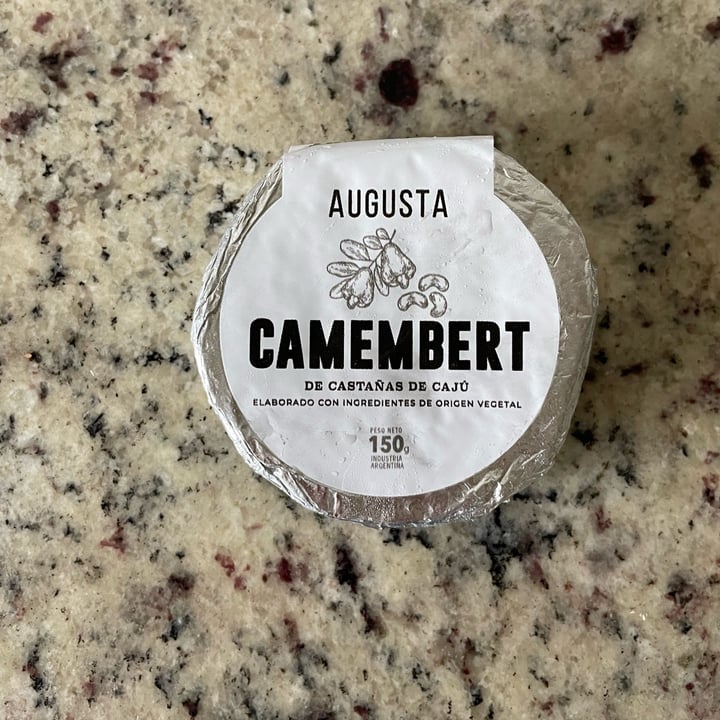 AUGUSTA
CAMEMBERT
DE CASTAÑAS DE CAJÚ
ELABORADO CON INGREDIENTES DE ORIGEN VEGETAL
PESO NETO
150g
INDUSTRIA
ARGENTINA